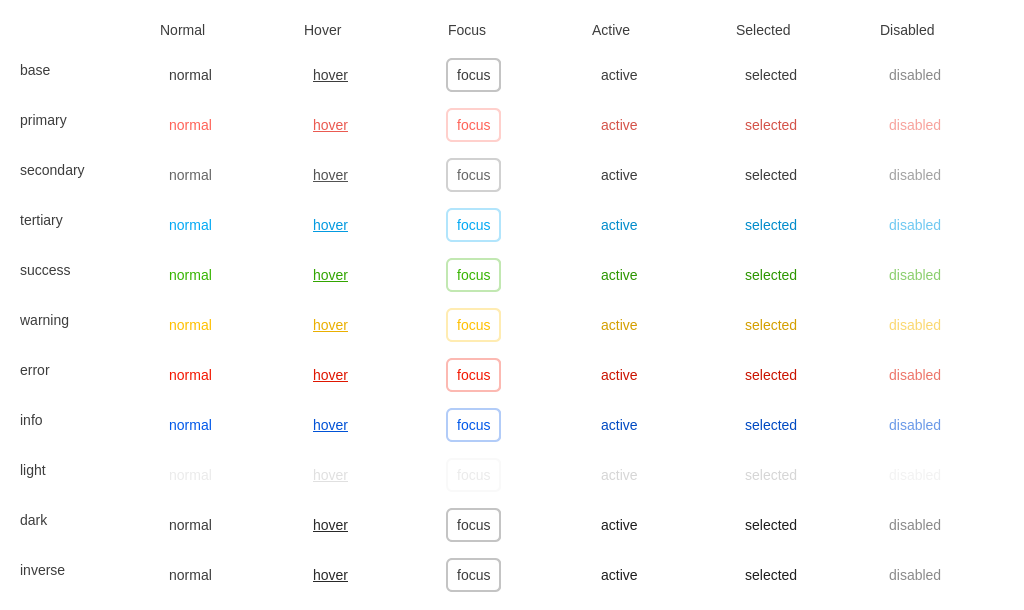 Normal Hover Focus Active Selected Disabled
base normal hover focus active selected disabled
primary normal hover focus active selected disabled
secondary normal hover focus active selected disabled
tertiary normal hover focus active selected disabled
success normal hover focus active selected disabled
warning normal hover focus active selected disabled
error normal hover focus active selected disabled
info normal hover focus active selected disabled
light normal hover focus active selected disabled
dark normal hover focus active selected disabled
inverse normal hover focus active selected disabled